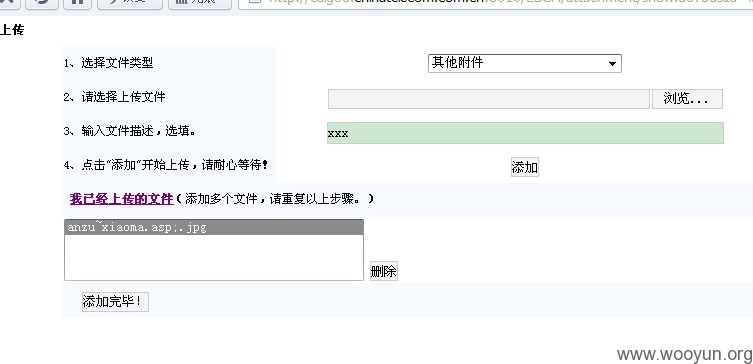 上传
1、选择文件类型
其他附件
2、请选择上传文件
浏览...
3、输入文件描述，选填。
xxx
4、点击"添加"开始上传，请耐心等待！
添加
我已经上传的文件(添加多个文件，请重复以上步骤。)
anzu~xiaoma.asp;.jpg
删除
添加完毕！
www.wooyun.org